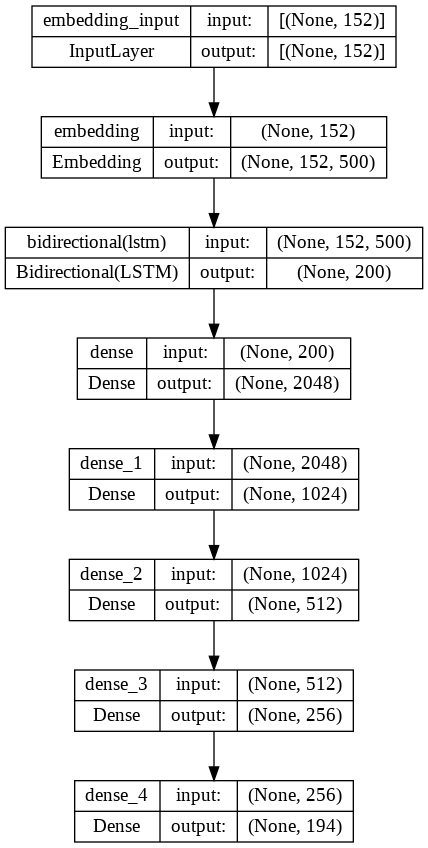 embedding_input input: [(None, 152)]
InputLayer output: [(None, 152)]
embedding input: (None, 152)
Embedding output: (None, 152, 500)
bidirectional(lstm) input: (None, 152, 500)
Bidirectional(LSTM) output: (None, 200)
dense input: (None, 200)
Dense output: (None, 2048)
dense_1 input: (None, 2048)
Dense output: (None, 1024)
dense_2 input: (None, 1024)
Dense output: (None, 512)
dense_3 input: (None, 512)
Dense output: (None, 256)
dense_4 input: (None, 256)
Dense output: (None, 194)